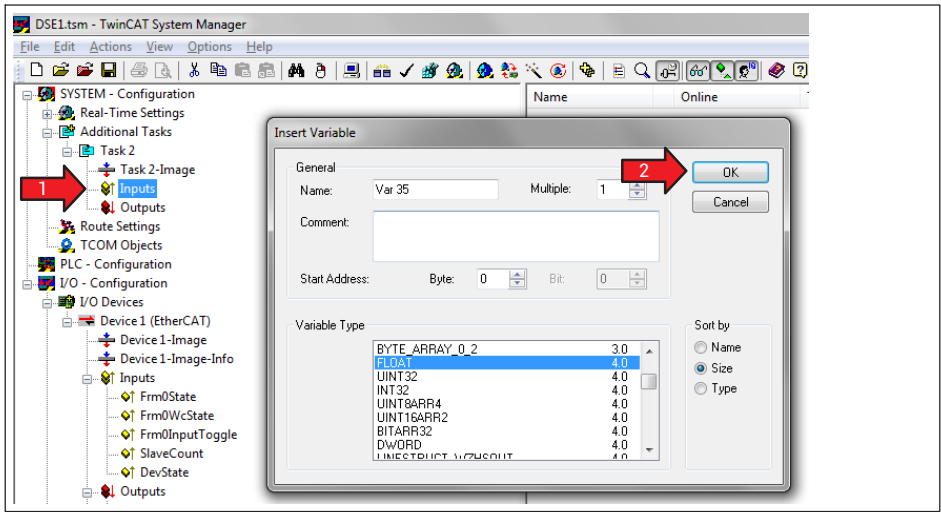 DSE1.tsm - TwinCAT System Manager
File Edit Actions View Options Help
SYSTEM - Configuration
Real-Time Settings
Additional Tasks
Task 2
Task 2-Image
1
Inputs
Outputs
Route Settings
TCOM Objects
PLC - Configuration
I/O - Configuration
I/O Devices
Device 1 (EtherCAT)
Device 1-Image
Device 1-Image-Info
Inputs
Frm0State
Frm0WcState
Frm0InputToggle
SlaveCount
DevState
Outputs
Name Online
Insert Variable
General
Name: Var 35 Multiple: 1
2
OK
Cancel
Comment:
Start Address: Byte: 0 Bit: 0
Variable Type
BYTE_ARRAY_0_2 3.0
FLOAT 4.0
UINT32 4.0
INT32 4.0
UINT8ARR4 4.0
UINT16ARR2 4.0
BITARR32 4.0
DWORD 4.0
Sort by
Name
Size
Type